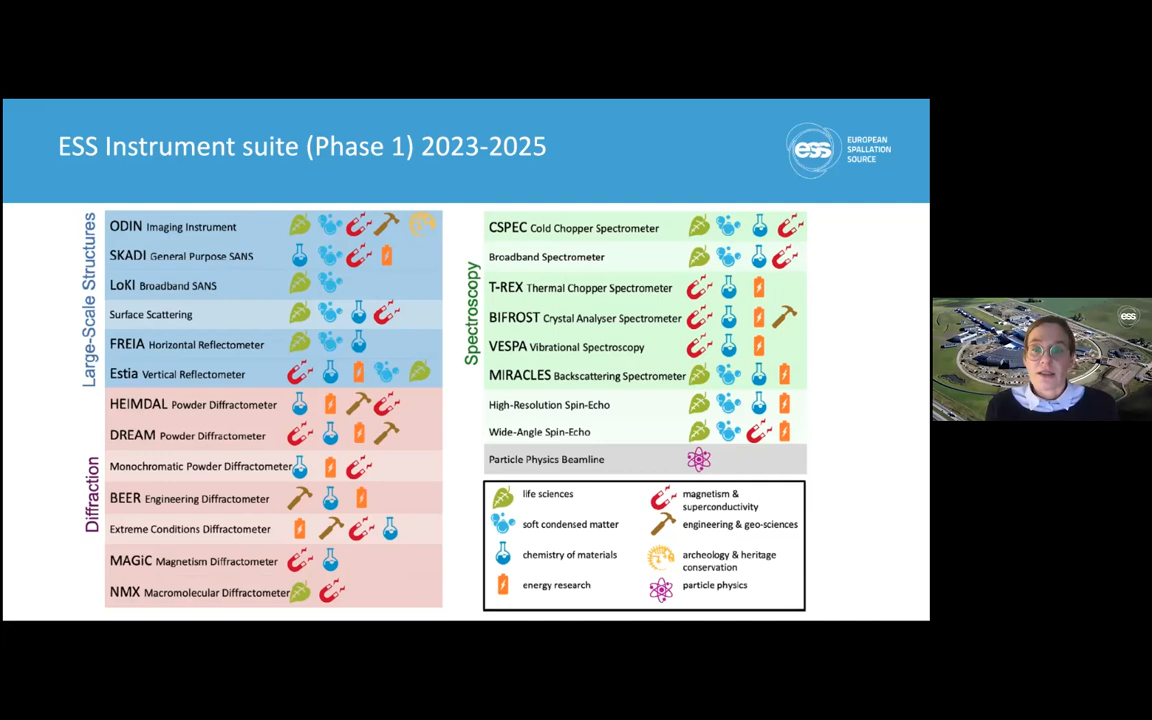 ESS Instrument suite (Phase 1) 2023-2025
ess
EUROPEAN
SPALLATION
SOURCE
Large-Scale Structures
ODIN Imaging Instrument
SKADI General Purpose SANS
LoKI Broadband SANS
Surface Scattering
FREIA Horizontal Reflectometer
Estia Vertical Reflectometer
Diffraction
HEIMDAL Powder Diffractometer
DREAM Powder Diffractometer
Monochromatic Powder Diffractometer
BEER Engineering Diffractometer
Extreme Conditions Diffractometer
MAGiC Magnetism Diffractometer
NMX Macromolecular Diffractometer
Spectroscopy
CSPEC Cold Chopper Spectrometer
Broadband Spectrometer
T-REX Thermal Chopper Spectrometer
BIFROST Crystal Analyser Spectrometer
VESPA Vibrational Spectroscopy
MIRACLES Backscattering Spectrometer
High-Resolution Spin-Echo
Wide-Angle Spin-Echo
Particle Physics Beamline
life sciences
soft condensed matter
chemistry of materials
energy research
magnetism &
superconductivity
engineering & geo-sciences
archeology & heritage
conservation
particle physics
ess